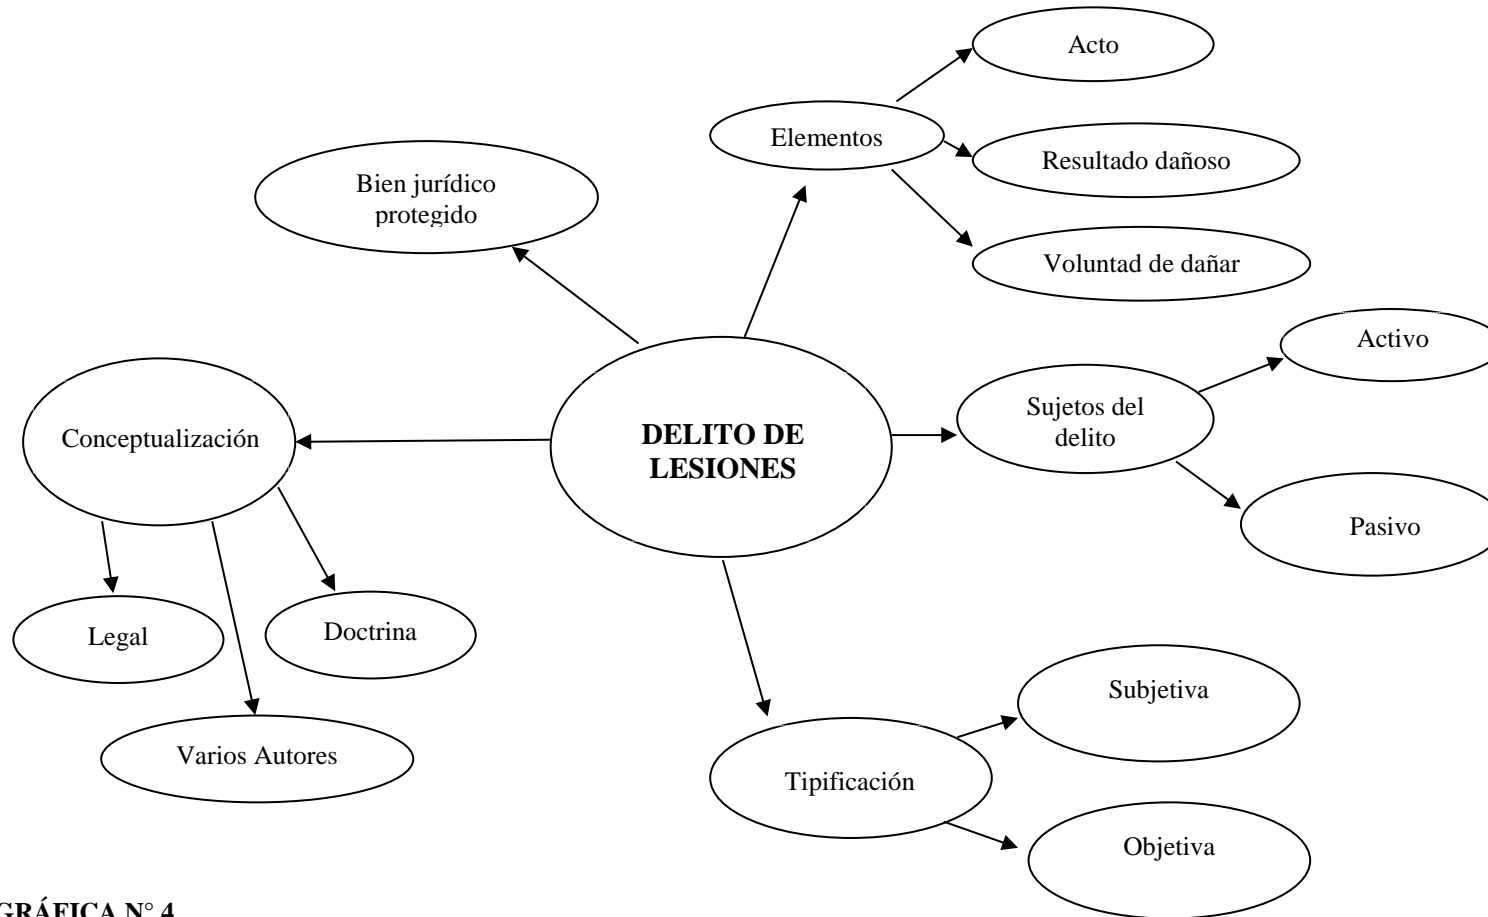 Acto
Elementos
Resultado dañoso
Voluntad de dañar
Bien jurídico
protegido
Activo
Sujetos del
delito
Pasivo
Conceptualización
DELITO DE
LESIONES
Legal
Doctrina
Varios Autores
Subjetiva
Tipificación
Objetiva
GRÁFICA N° 4